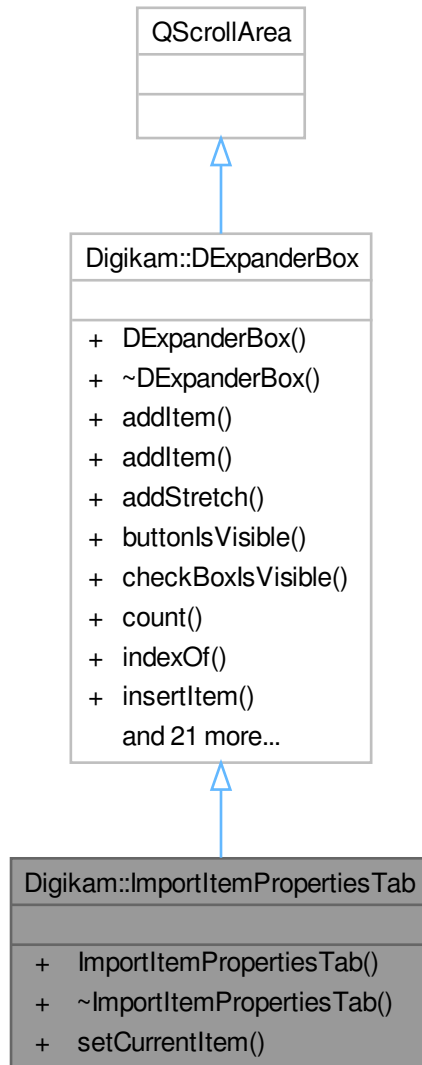 QScrollArea
Digikam::DExpanderBox
+ DExpanderBox()
+ ~DExpanderBox()
+ addItem()
+ addItem()
+ addStretch()
+ buttonIsVisible()
+ checkBoxIsVisible()
+ count()
+ indexOf()
+ insertItem()
and 21 more...
Digikam::ImportItemPropertiesTab
+ ImportItemPropertiesTab()
+ ~ImportItemPropertiesTab()
+ setCurrentItem()